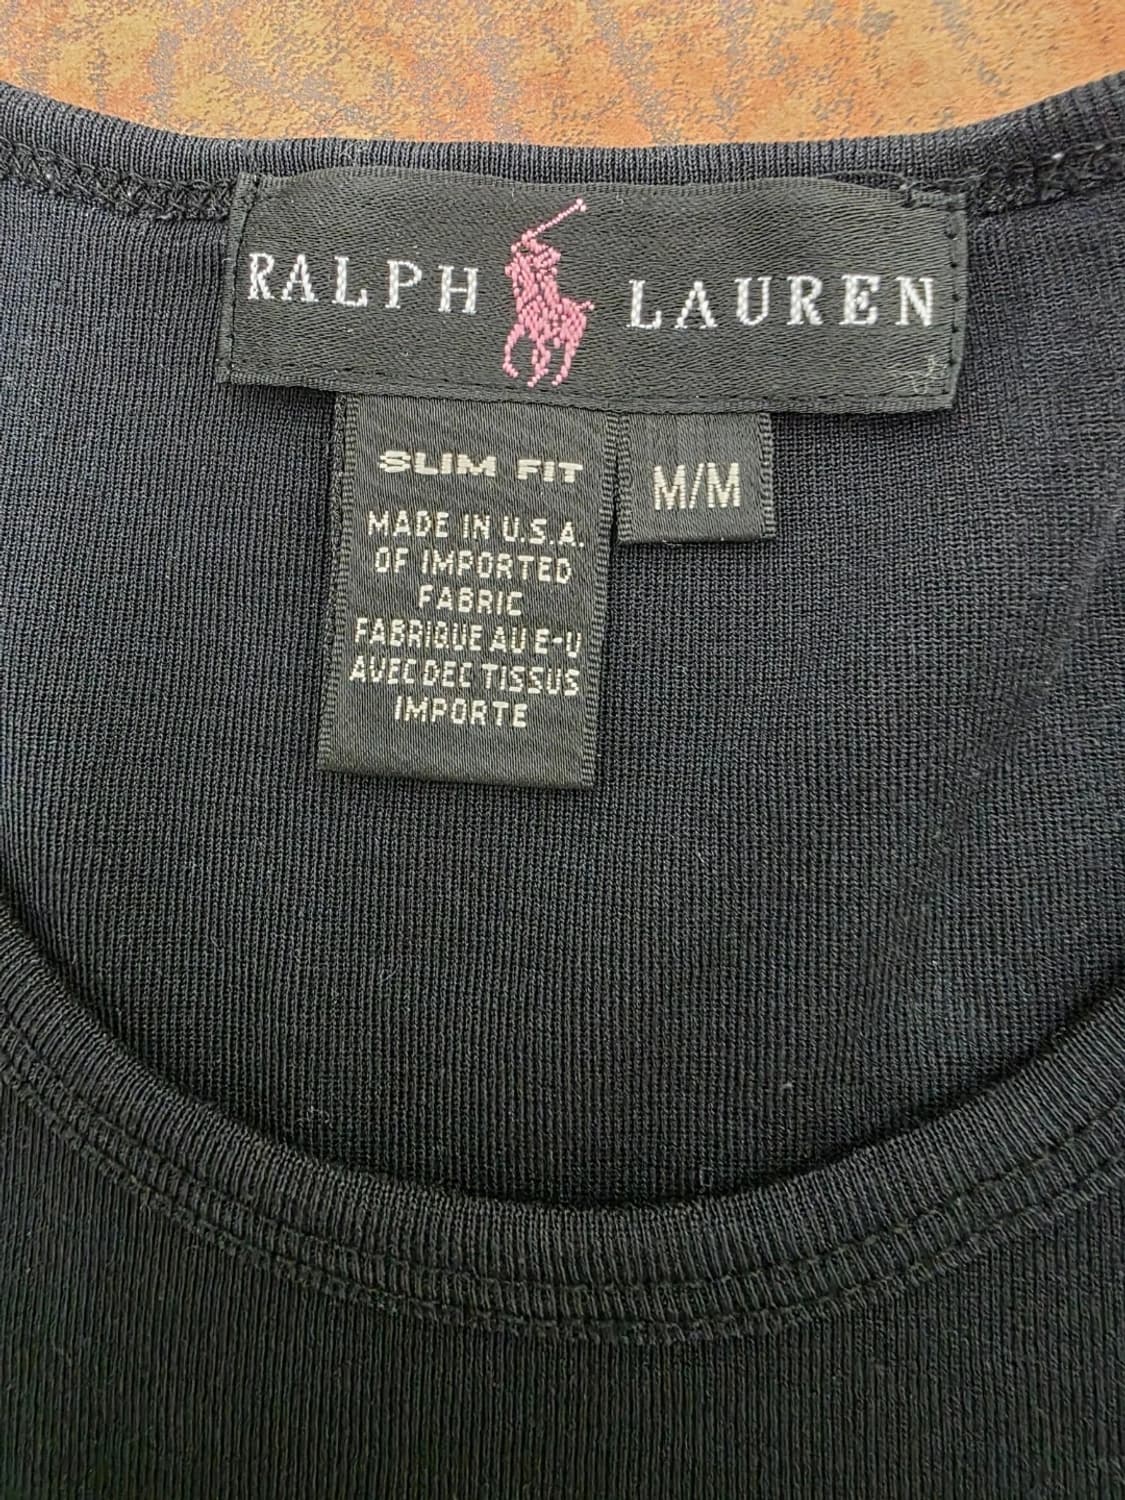 RALPH LAUREN
SLIM FIT
M/M
MADE IN U.S.A.
OF IMPORTED
FABRIC
FABRIQUE AU E-U
AVEC DEC TISSUS
IMPORTE